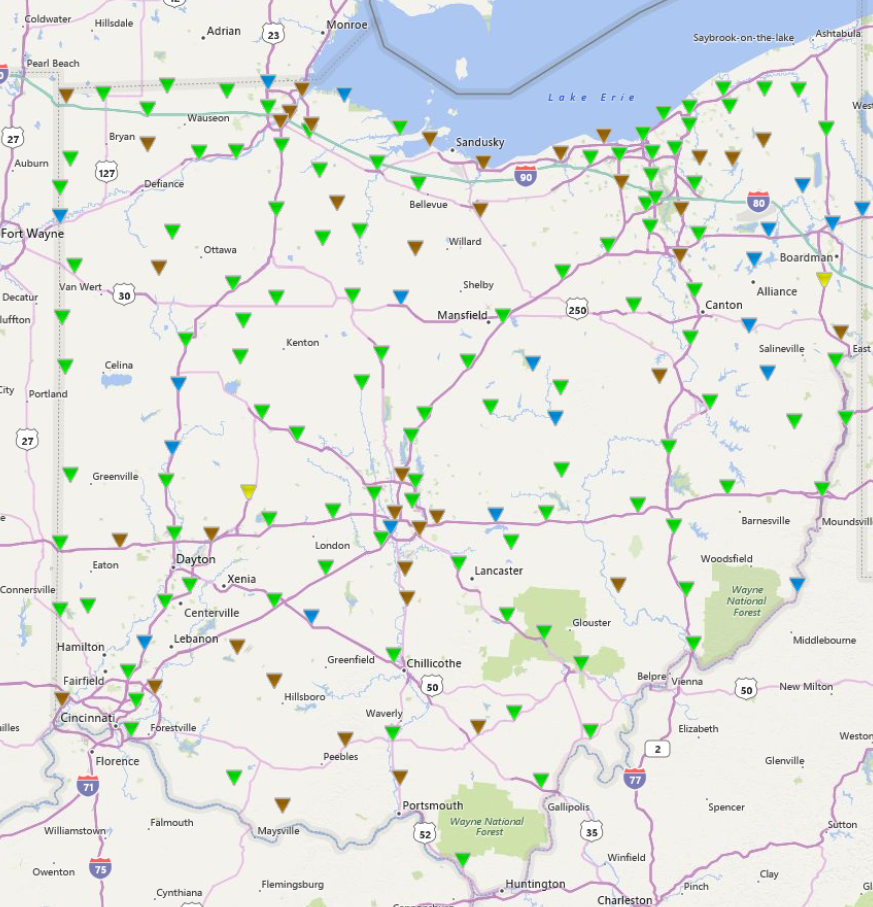 Coldwater
Hillsdale
Adrian
23
Monroe
Saybrook-on-the-lake
Ashtabula
Pearl Beach
Lake Erie
Wauseon
27
Bryan
Sandusky
Auburn
127
Defiance
90
80
Bellevue
Fort Wayne
Willard
Ottawa
Boardman
Van Wert
30
Shelby
Alliance
Decatur
250
Canton
Mansfield
Kenton
Salineville
East
Celina
Portland
27
Greenville
Barnesville
Moundsvil
London
Dayton
Eaton
Woodsfield
Lancaster
Xenia
Connersville
Wayne
National
Forest
Centerville
Glouster
Lebanon
Middlebourne
Hamilton
Greenfield
Chillicothe
Fairfield
Belpre
Vienna
50
50
New Milton
Hillsboro
Waverly
Cincinnati
Forestville
Elizabeth
2
Peebles
Florence
Glenville
71
77
Portsmouth
Gallipolis
Spencer
Falmouth
Wayne National
Forest
Williamstown
Maysville
52
35
Sutton
75
Winfield
Owenton
Clay
Flemingsburg
Huntington
Pinch
Cynthiana
Charleston